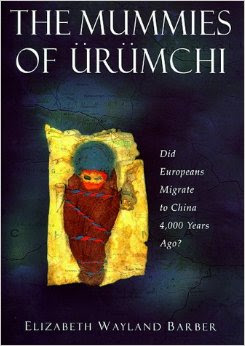 THE MUMMIES
OF ÜRÜMCHI
Did
Europeans
Migrate
to China
4,000 Years
Ago?
ELIZABETH WAYLAND BARBER